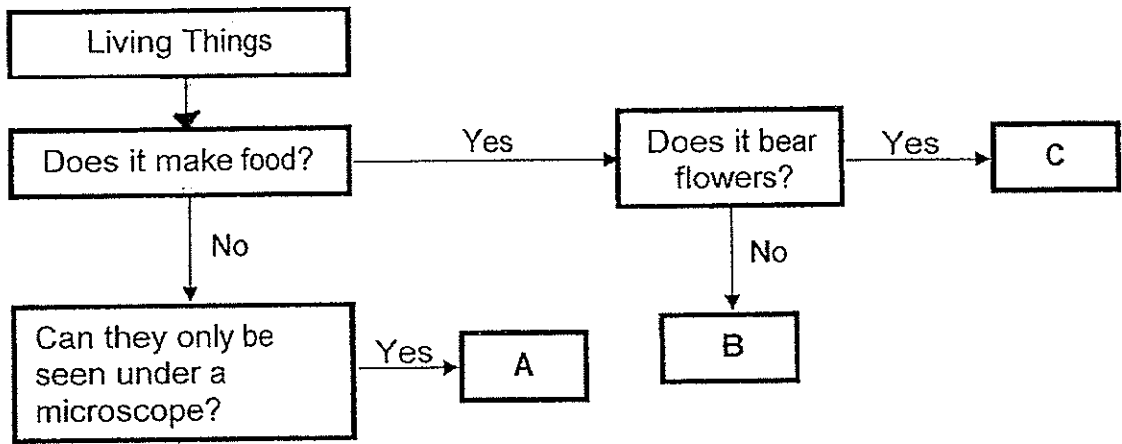 Living Things
Does it make food?
Yes
Does it bear
flowers?
Yes
C
No
No
Can they only be
seen under a
microscope?
Yes
A
B